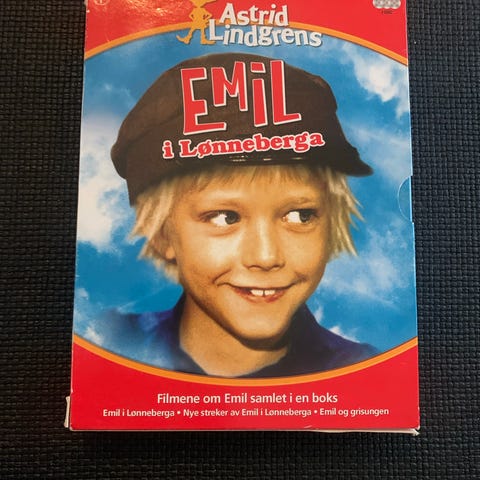 Astrid
Lindgrens
EMiL
i Lønneberga
Filmene om Emil samlet i en boks
Emil i Lønneberga • Nye streker av Emil i Lønneberga • Emil og grisungen